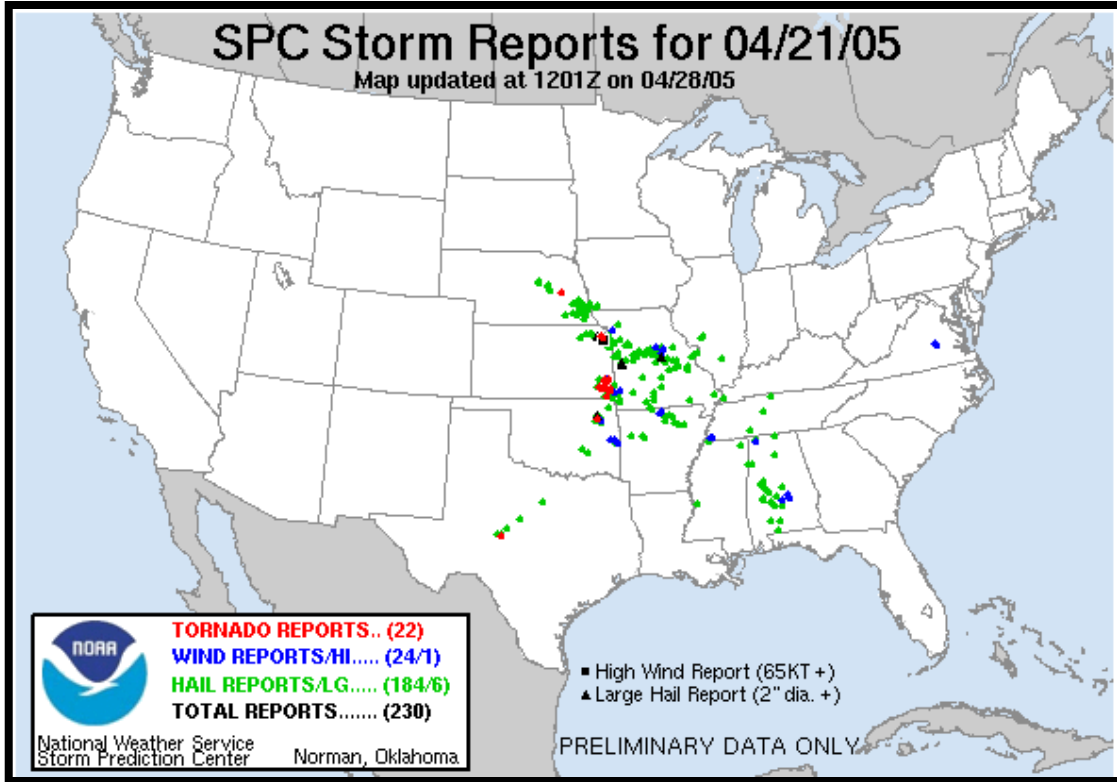 SPC Storm Reports for 04/21/05
Map updated at 1201Z on 04/28/05
NOAA
TORNADO REPORTS.. (22)
WIND REPORTS/HI..... (24/1)
HAIL REPORTS/LG..... (184/6)
TOTAL REPORTS....... (230)
National Weather Service
Storm Prediction Center Norman, Oklahoma
High Wind Report (65KT +)
Large Hail Report (2" dia. +)
PRELIMINARY DATA ONLY